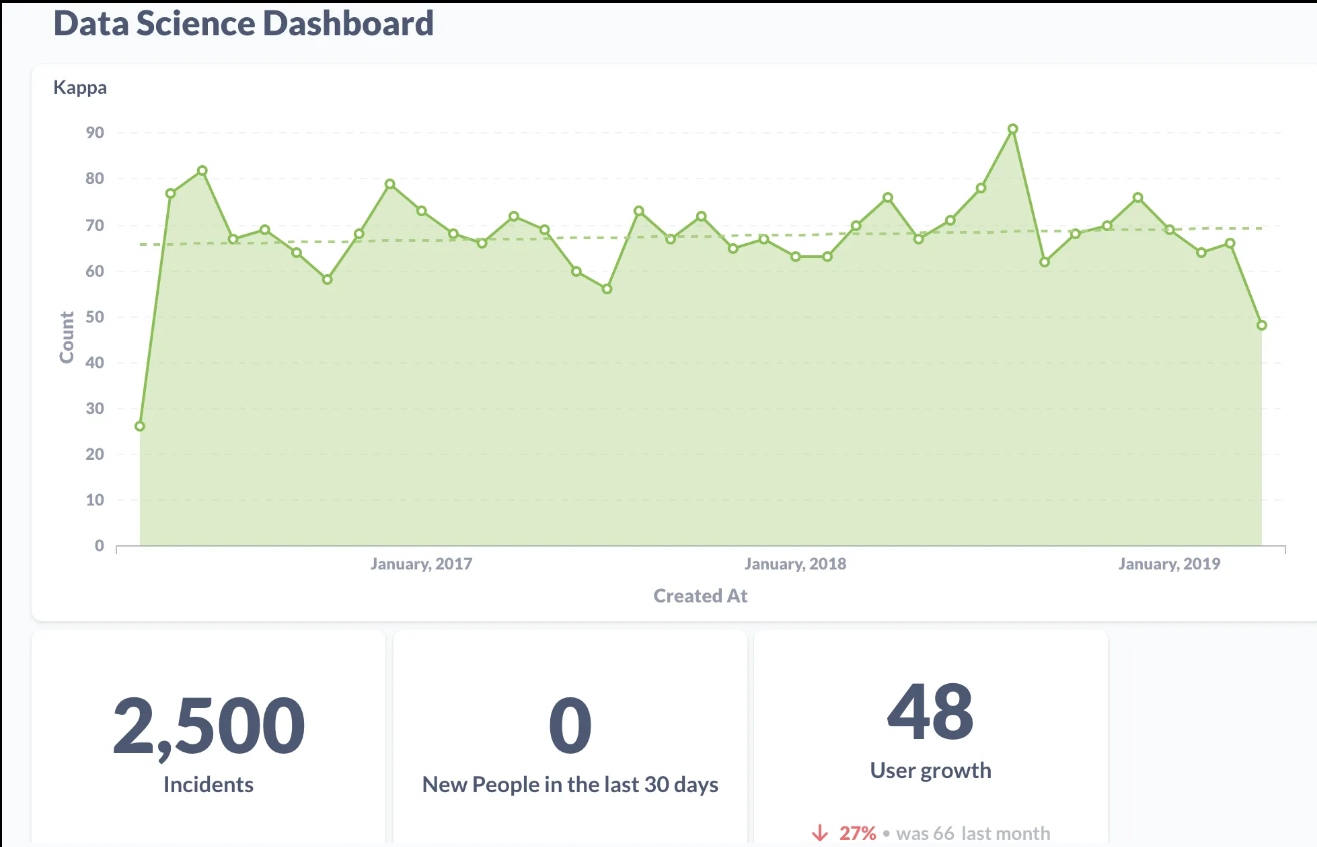 Data Science Dashboard
Kappa
90
80
70
60
50
40
30
20
10
0
Count
January, 2017
January, 2018
January, 2019
Created At
2,500
Incidents
0
New People in the last 30 days
48
User growth
↓ 27% • was 66 last month